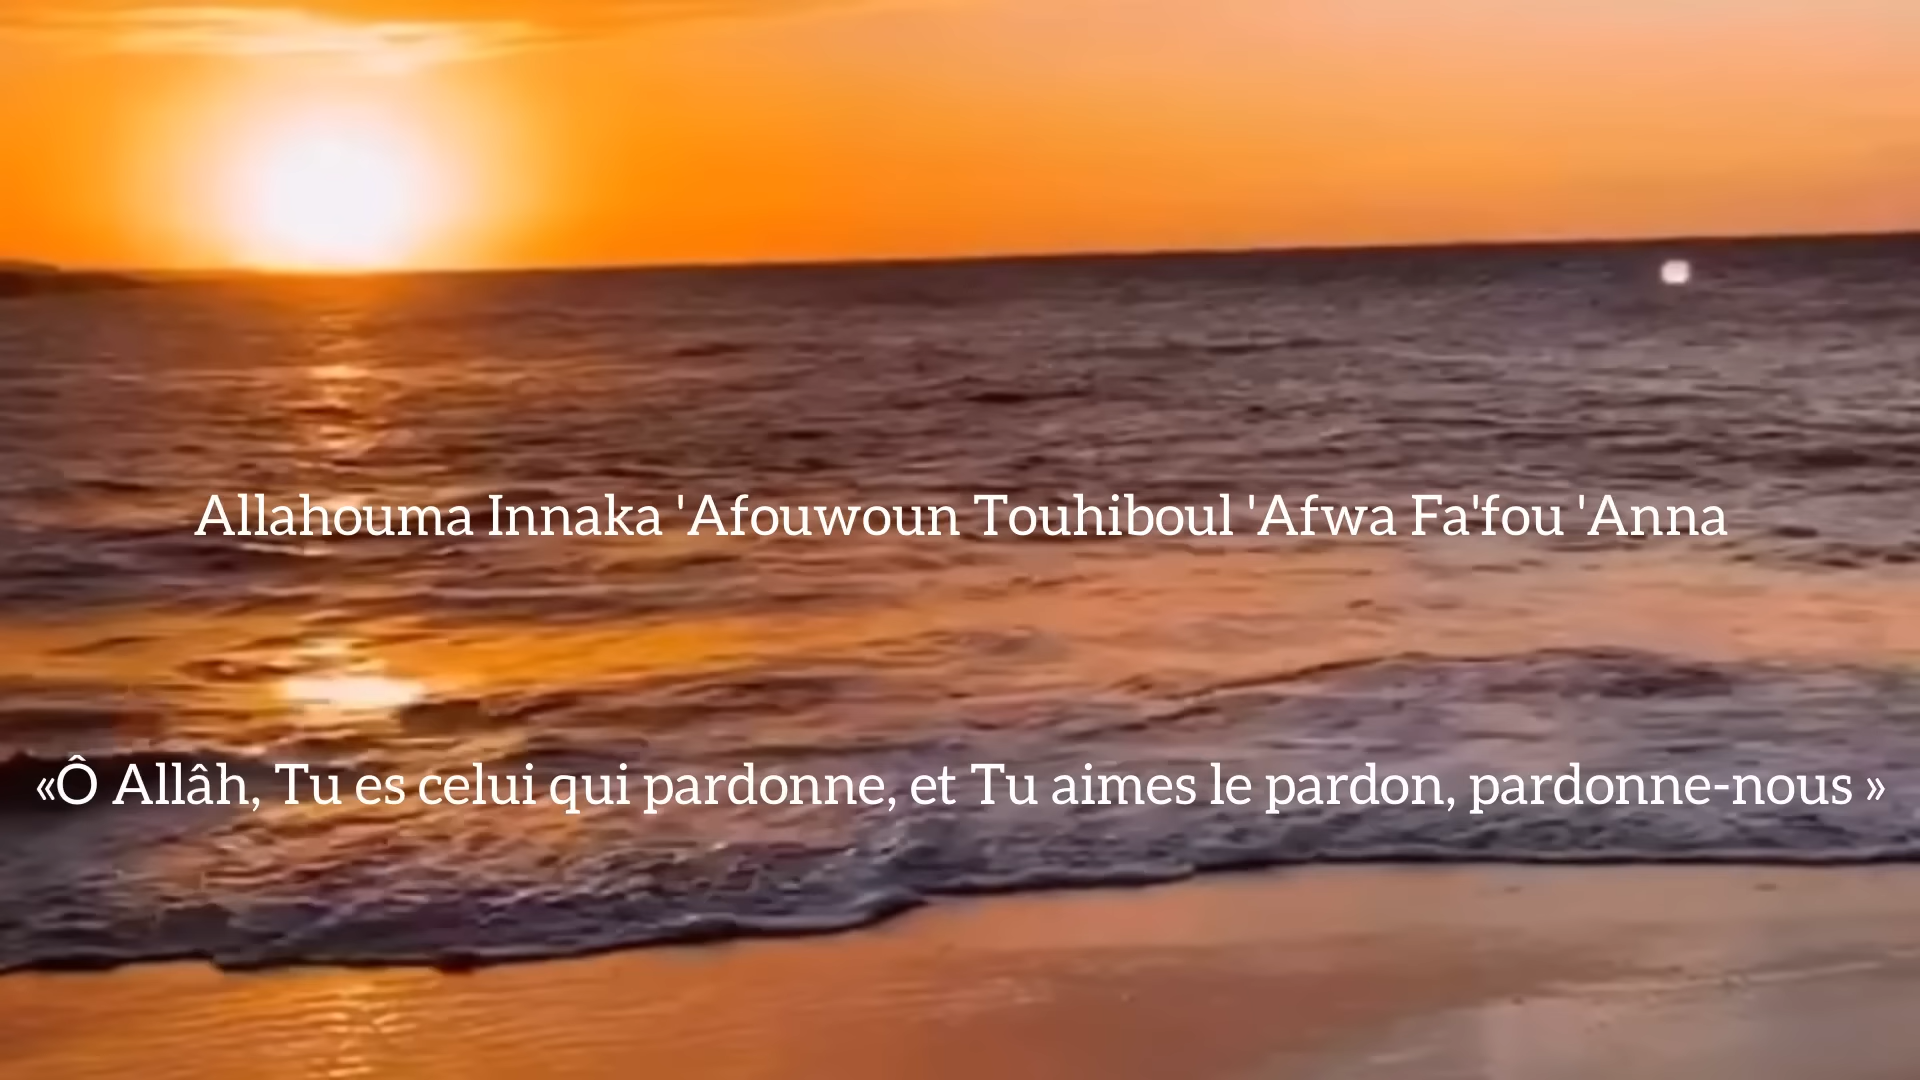 Allahouma Innaka 'Afouwoun Touhiboul 'Afwa Fa'fou 'Anna
«Ô Allâh, Tu es celui qui pardonne, et Tu aimes le pardon, pardonne-nous »